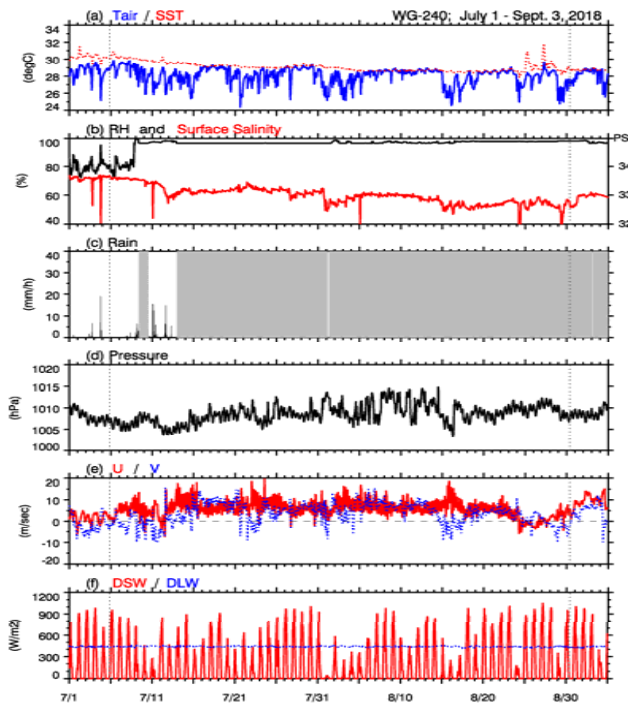 (a) Tair / SST WG-240; July 1 - Sept. 3, 2018
34
32
30
28
26
24
(degC)
(b) RH and Surface Salinity PS
100
80
60
40
(%)
34
33
32
(c) Rain
40
30
20
10
0
(mm/h)
(d) Pressure
1020
1015
1010
1005
1000
(hPa)
(e) U / V
20
10
0
-10
-20
(m/sec)
(f) DSW / DLW
1200
900
600
300
0
(W/m2)
7/1 7/11 7/21 7/31 8/10 8/20 8/30